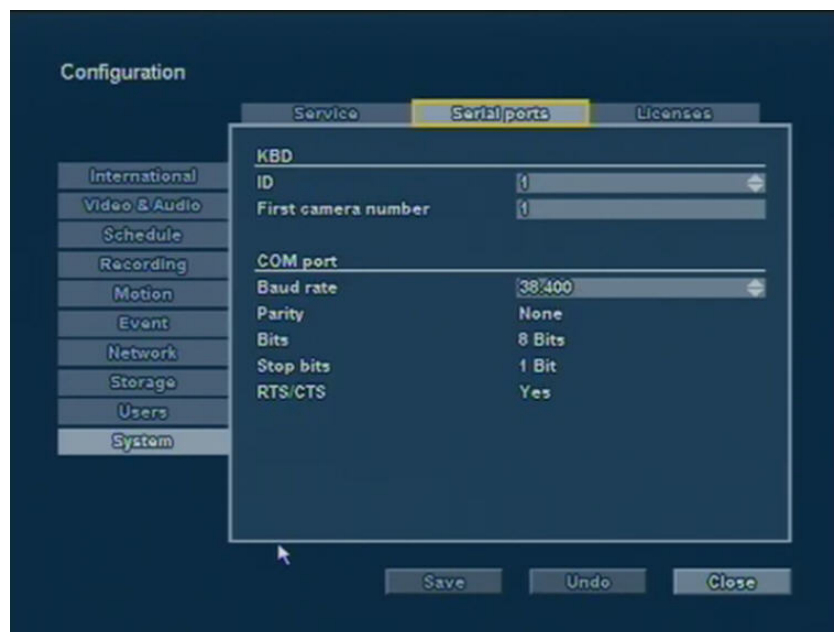 Configuration
Service Serial ports Licenses
International
Video & Audio
Schedule
Recording
Motion
Event
Network
Storage
Users
System
KBD
ID 1
First camera number 1
COM port
Baud rate 38.400
Parity None
Bits 8 Bits
Stop bits 1 Bit
RTS/CTS Yes
Save Undo Close